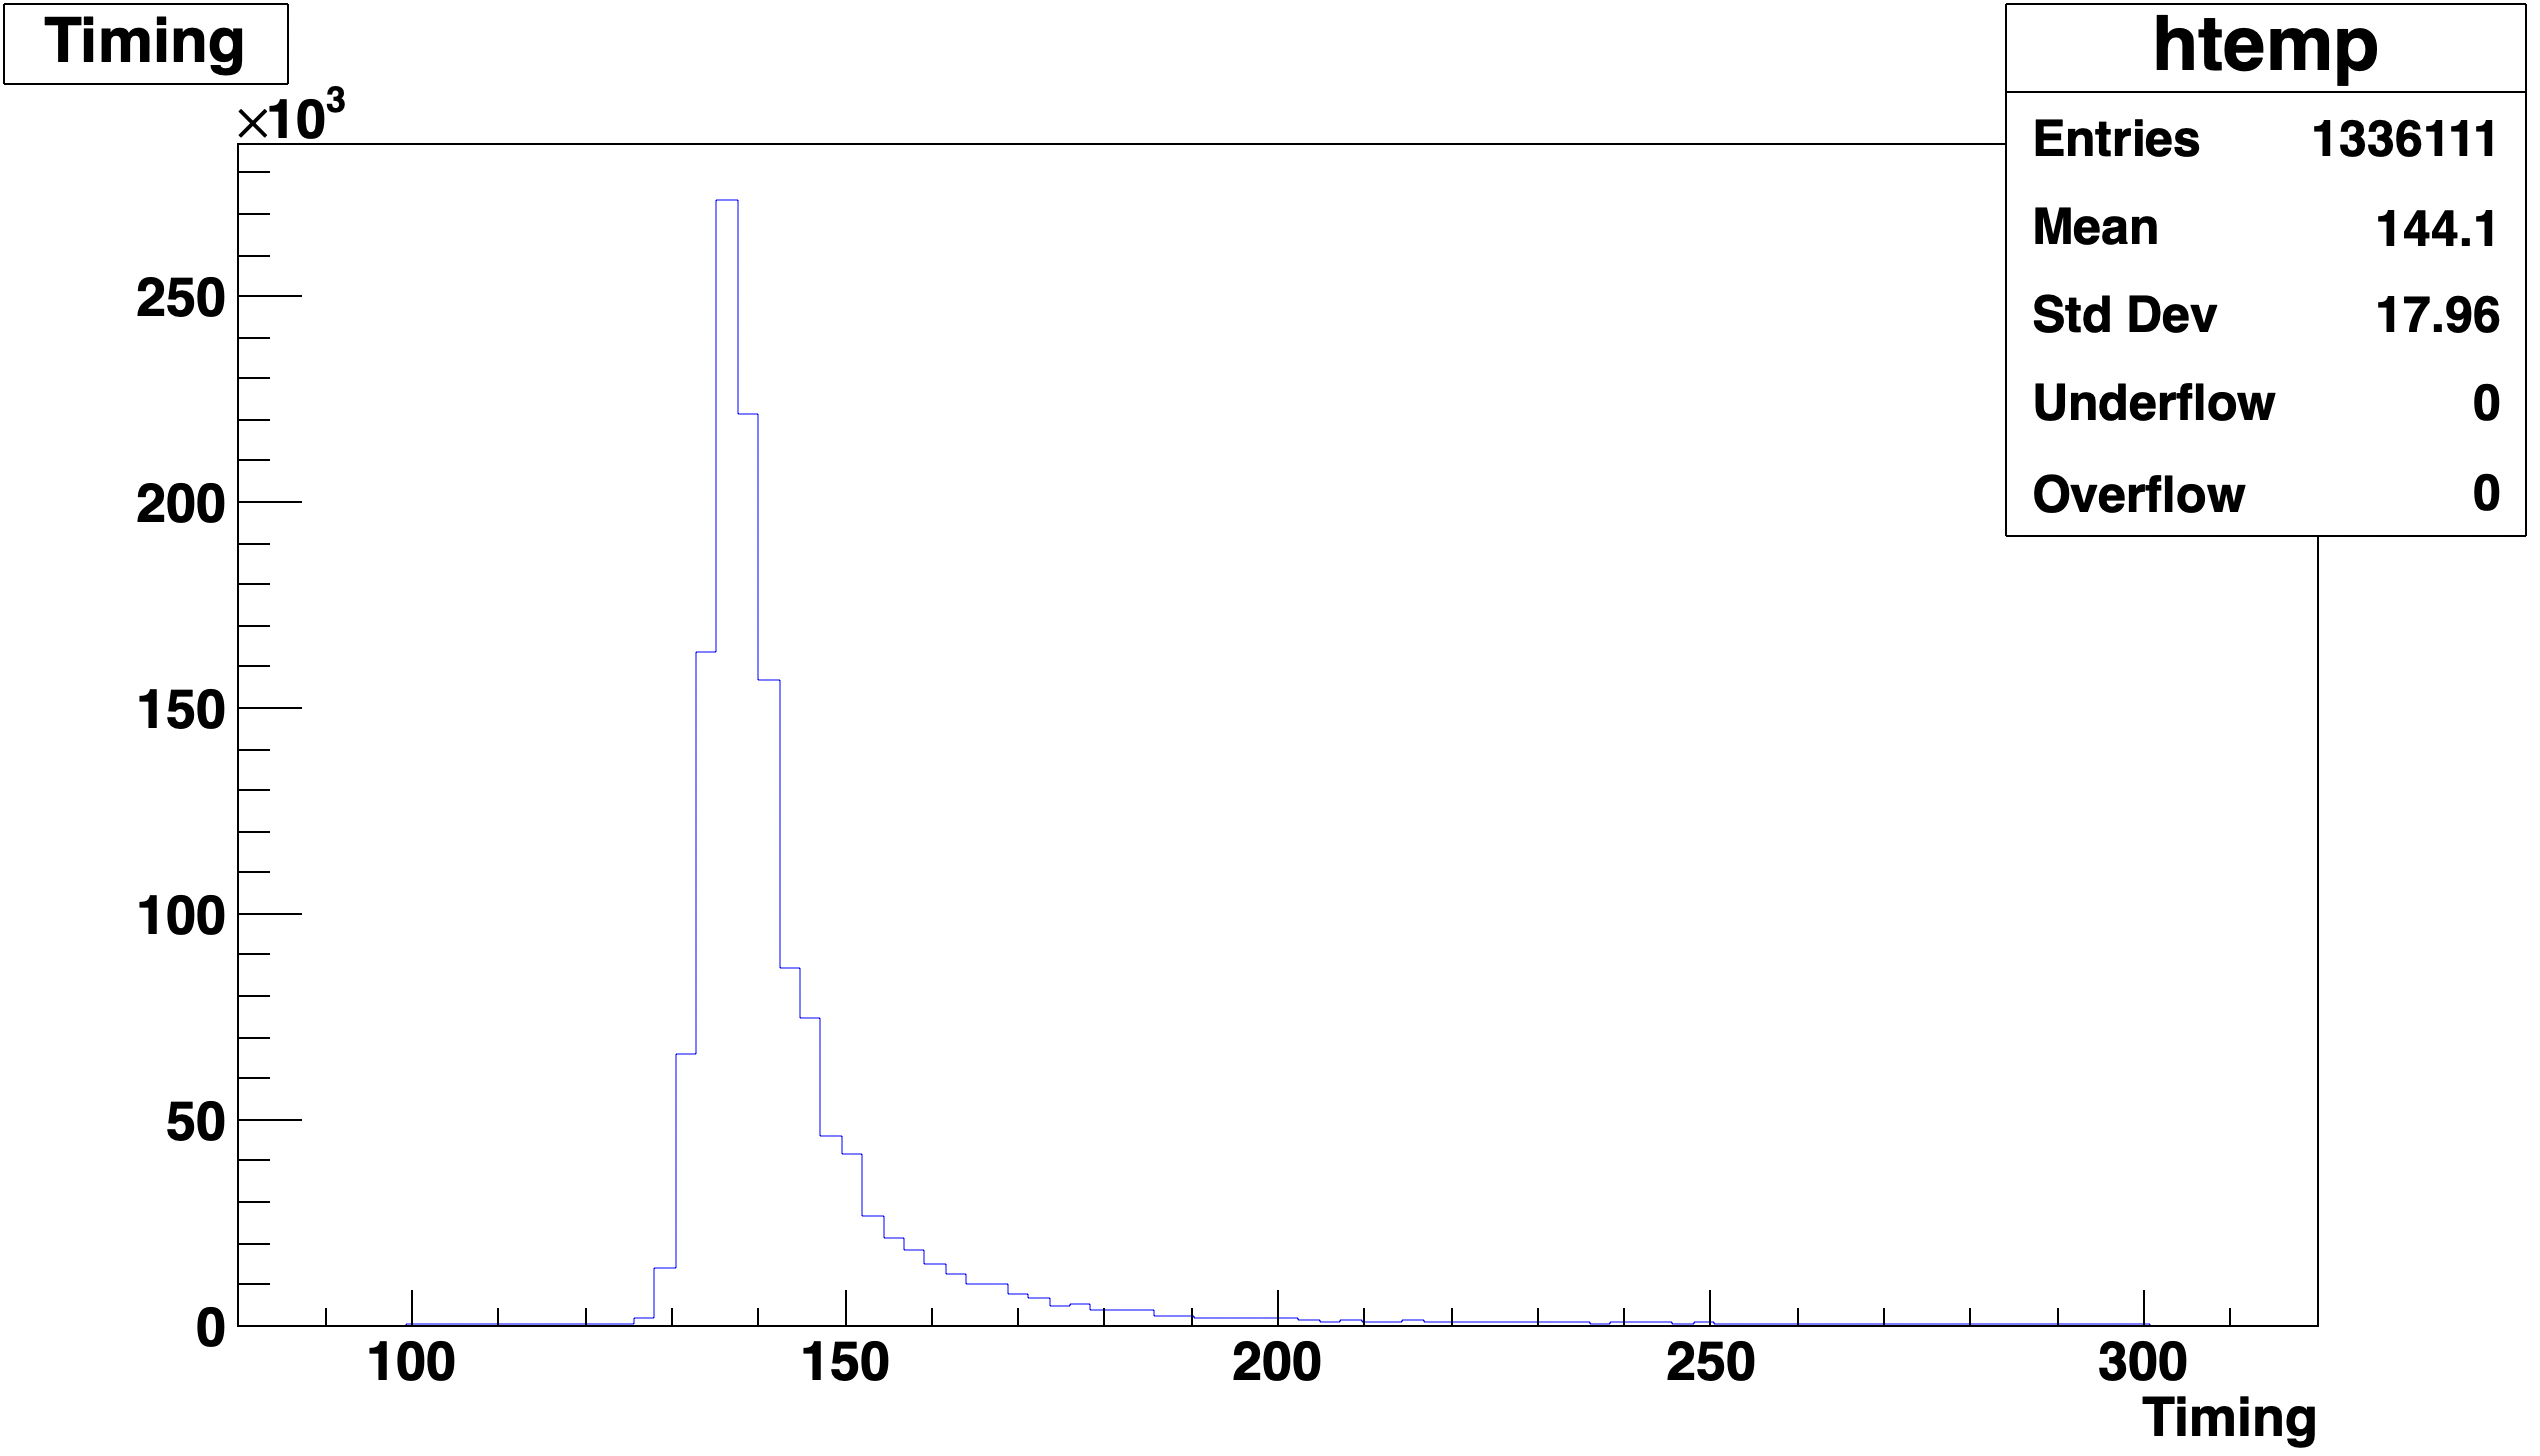 Timing
×10³
htemp
Entries 1336111
Mean 144.1
Std Dev 17.96
Underflow 0
Overflow 0
250
200
150
100
50
0
100 150 200 250 300
Timing